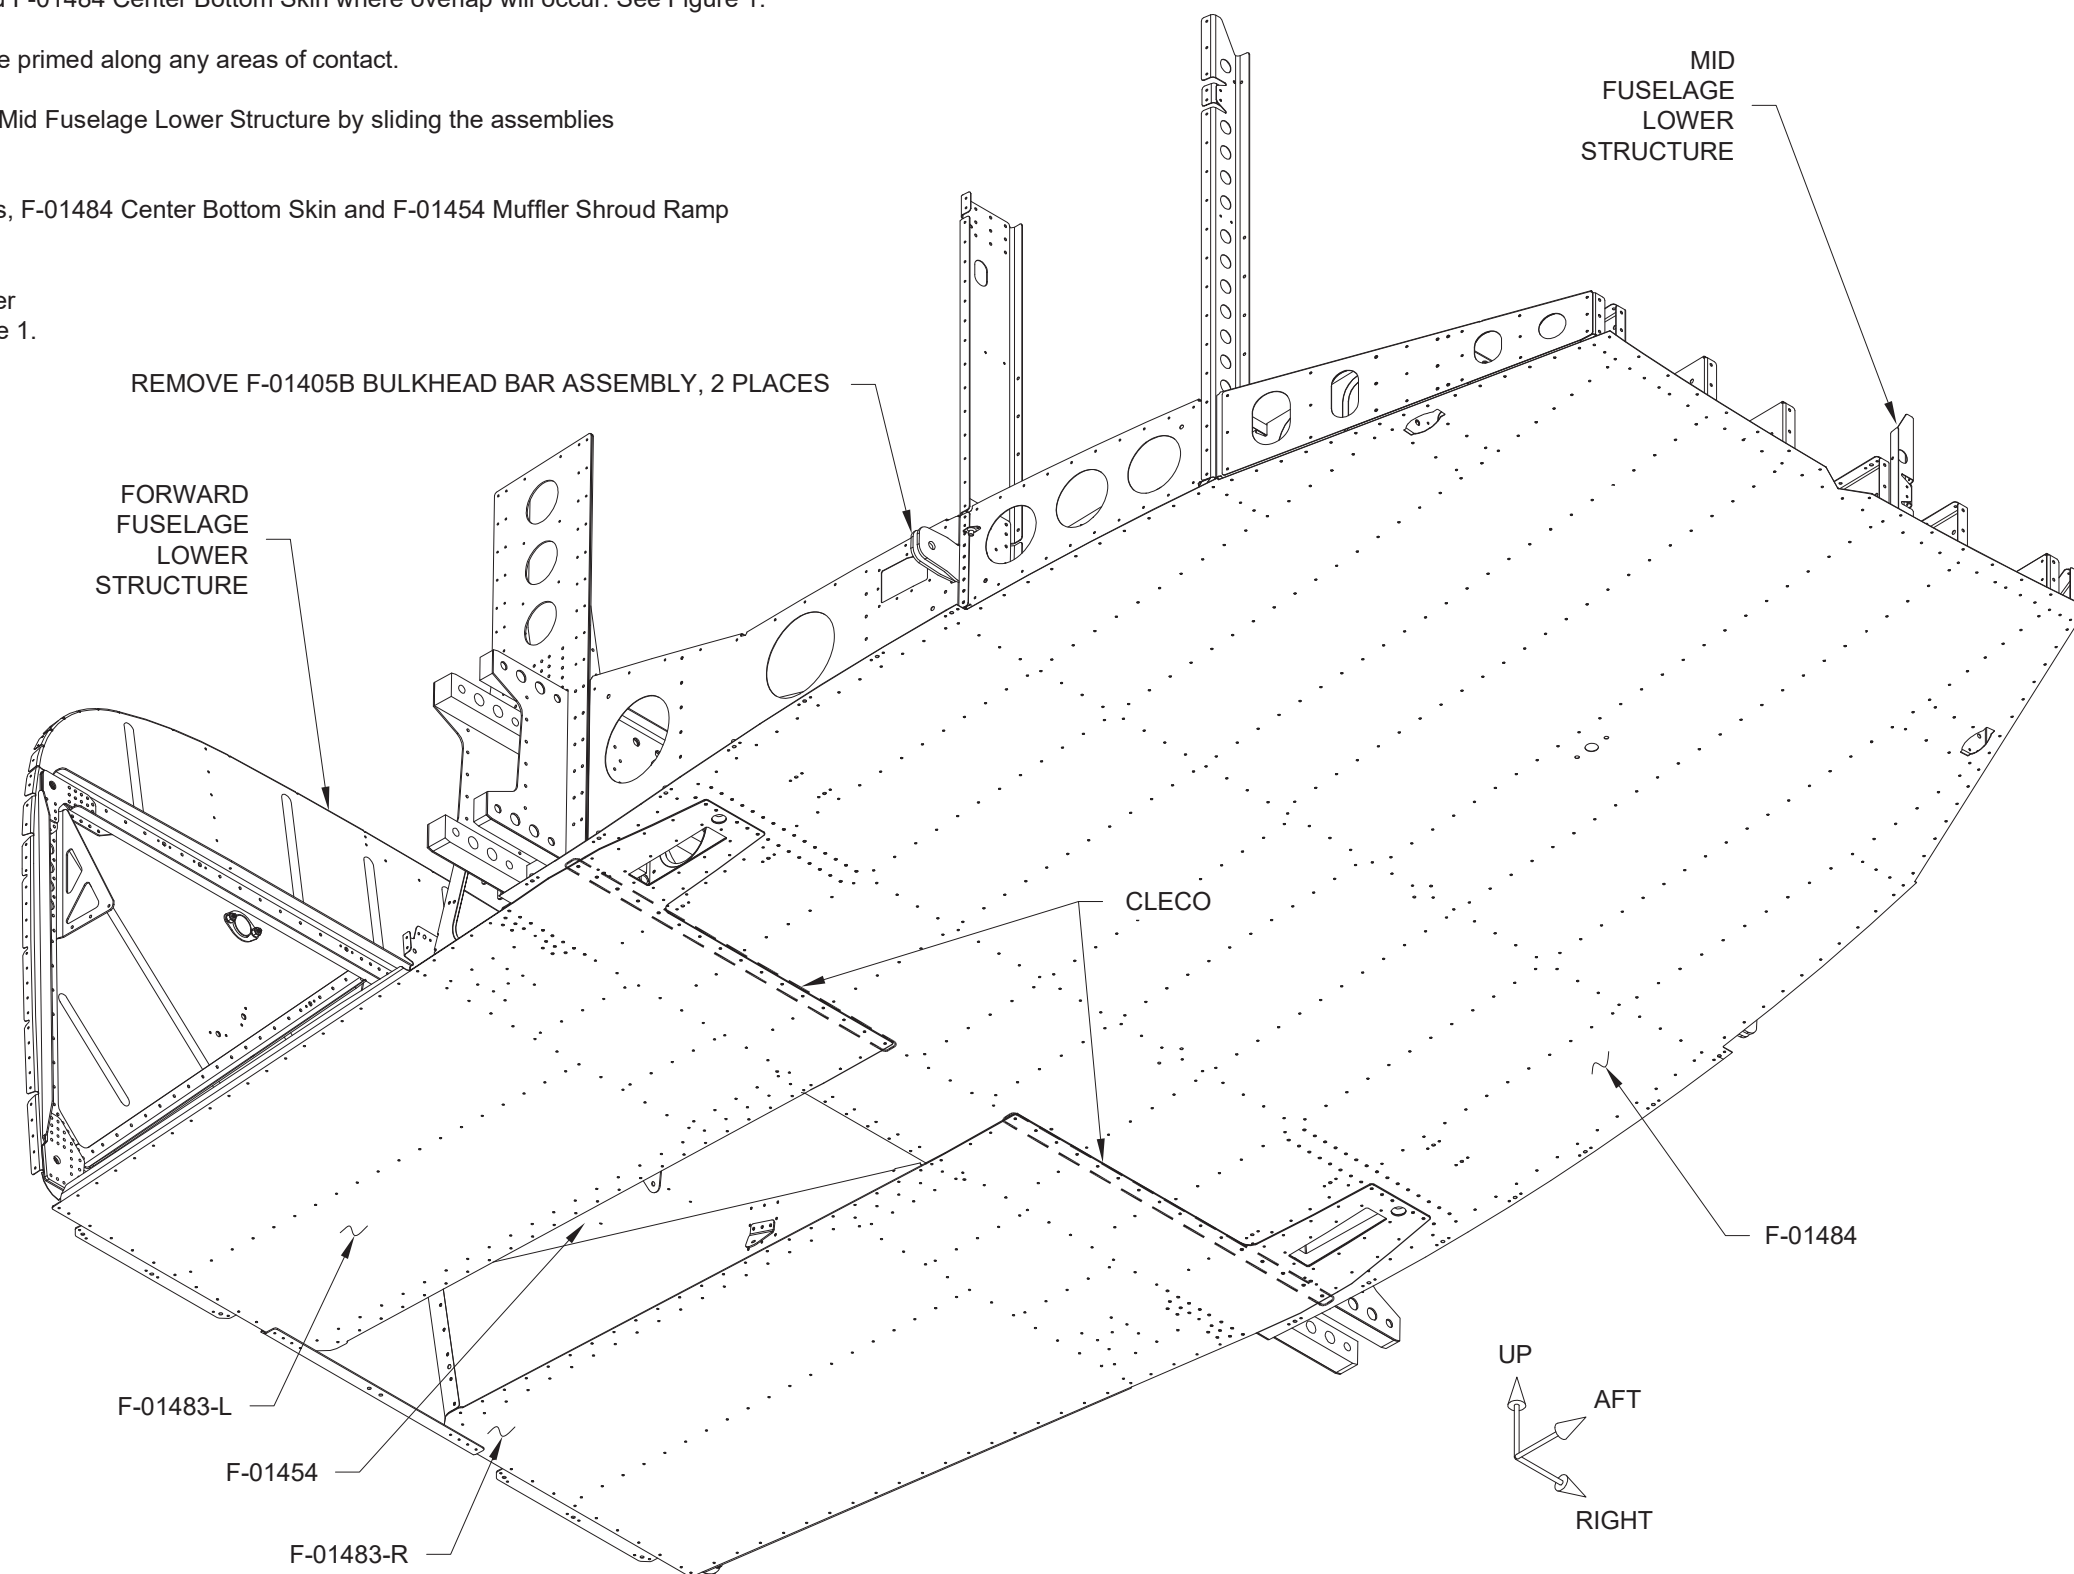 F-01484 Center Bottom Skin where overlap will occur. See Figure 1.
e primed along any areas of contact.
Mid Fuselage Lower Structure by sliding the assemblies
s, F-01484 Center Bottom Skin and F-01454 Muffler Shroud Ramp
er
e 1.
MID
FUSELAGE
LOWER
STRUCTURE
REMOVE F-01405B BULKHEAD BAR ASSEMBLY, 2 PLACES
FORWARD
FUSELAGE
LOWER
STRUCTURE
CLECO
F-01484
UP
AFT
RIGHT
F-01483-L
F-01454
F-01483-R